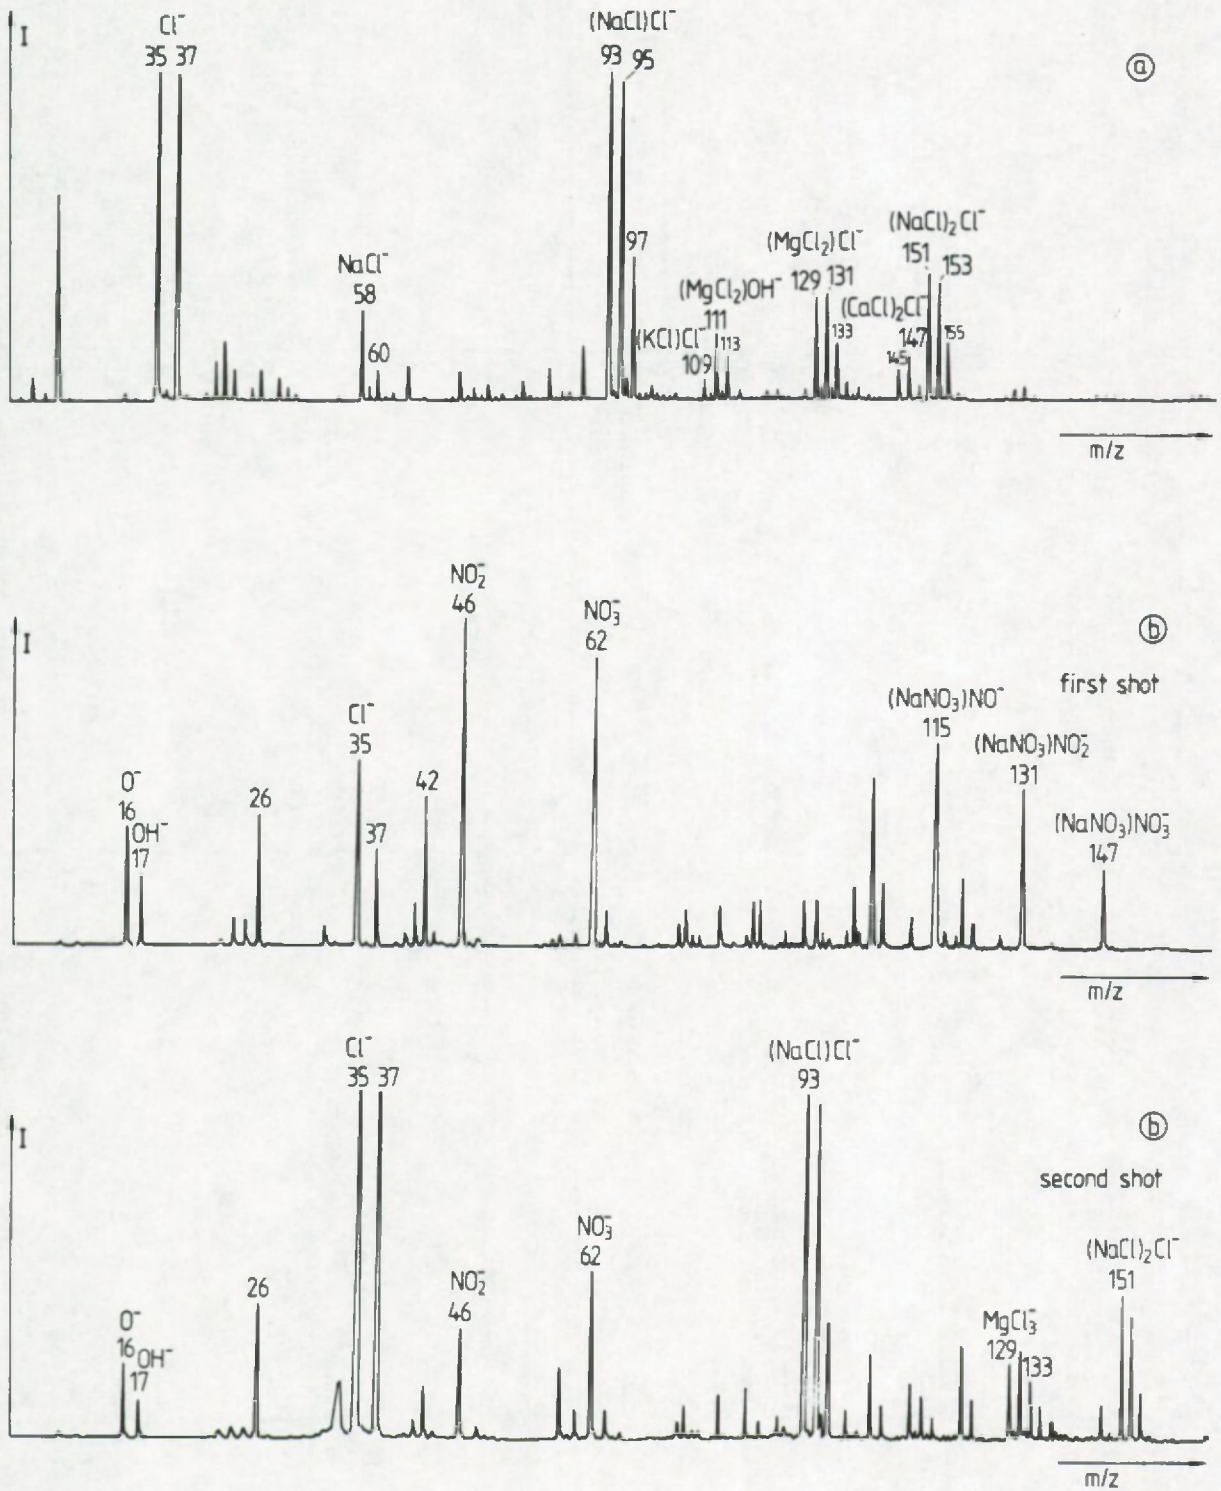 I
Cl⁻
35 37
NaCl⁻
58
60
(NaCl)Cl⁻
93 95
97
(KCl)Cl⁻
109
(MgCl₂)OH⁻
111
113
(MgCl₂)Cl⁻
129 131
133
(CaCl)₂Cl⁻
145 147
(NaCl)₂Cl⁻
151 153
155
ⓐ
m/z
I
O⁻
16
OH⁻
17
26
Cl⁻
35
37
42
NO₂⁻
46
NO₃⁻
62
(NaNO₃)NO⁻
115
(NaNO₃)NO₂⁻
131
(NaNO₃)NO₃⁻
147
ⓑ
first shot
m/z
I
O⁻
16
OH⁻
17
26
Cl⁻
35 37
NO₂⁻
46
NO₃⁻
62
(NaCl)Cl⁻
93
MgCl₃⁻
129
133
(NaCl)₂Cl⁻
151
ⓑ
second shot
m/z